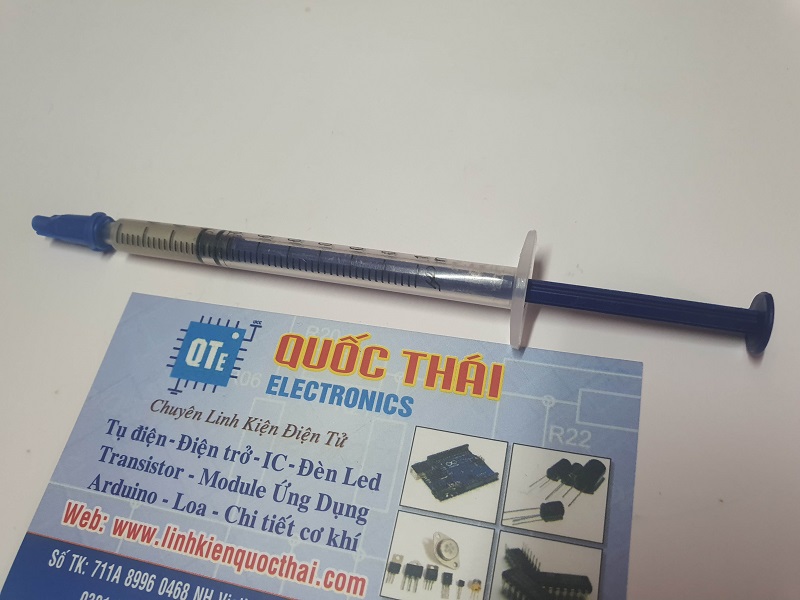 QTE
QUỐC THÁI
ELECTRONICS
Chuyên Linh Kiện Điện Tử
Tụ điện - Điện trở - IC - Đèn Led
Transistor - Module Ứng Dụng
Arduino - Loa - Chi tiết cơ khí
Web: www.linhkienquocthai.com
Số TK: 711A 8996 0468 NH
R20
R22